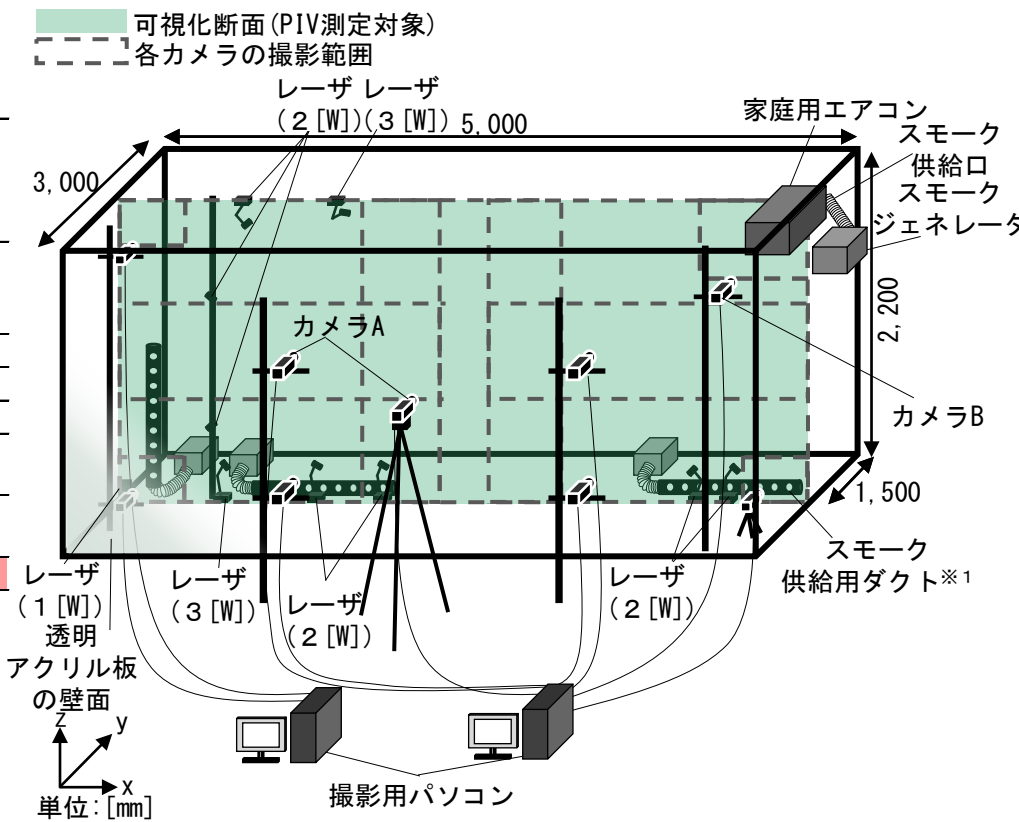 可視化断面(PIV測定対象)
各カメラの撮影範囲
レーザ
(2[W])
レーザ
(3[W])
5,000
家庭用エアコン
スモーク
供給口
スモーク
ジェネレータ
3,000
2,200
カメラA
カメラB
1,500
スモーク
供給用ダクト※1
レーザ
(1[W])
レーザ
(3[W])
レーザ
(2[W])
レーザ
(2[W])
透明
アクリル板
の壁面
z
y
x
単位:[mm]
撮影用パソコン